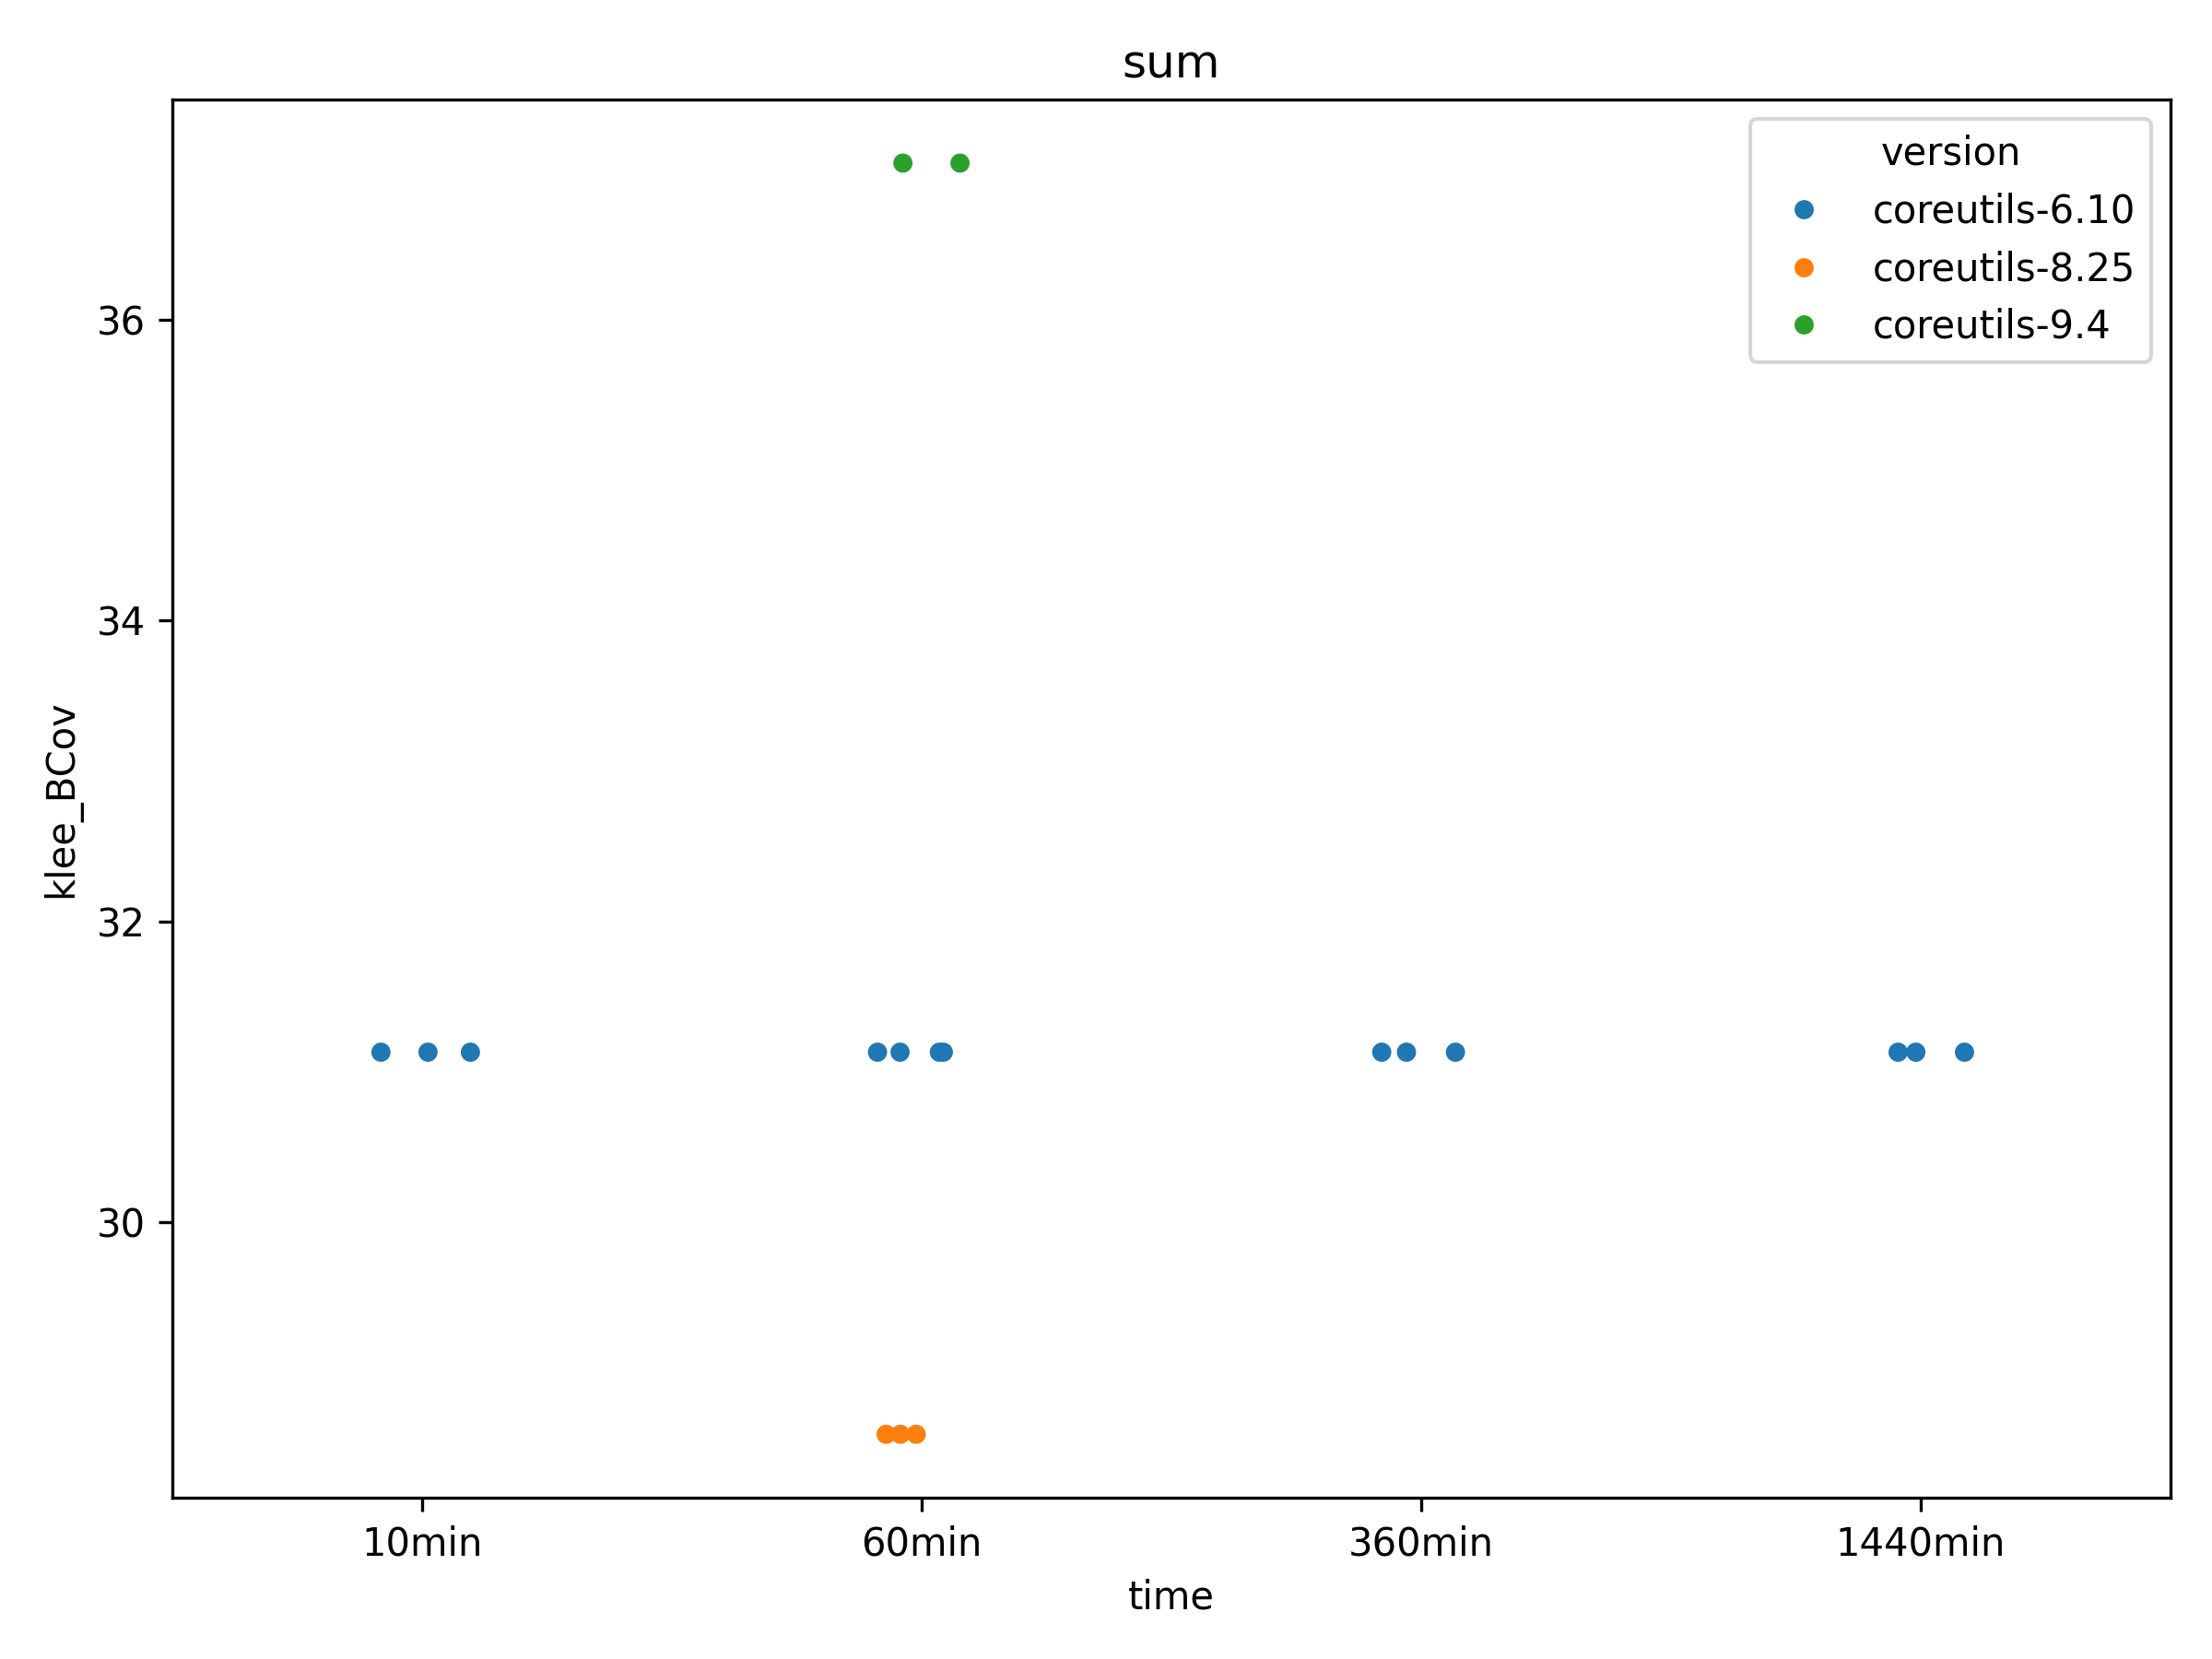 sum
version
coreutils-6.10
coreutils-8.25
coreutils-9.4
36
34
32
30
klee_BCov
10min 60min 360min 1440min
time